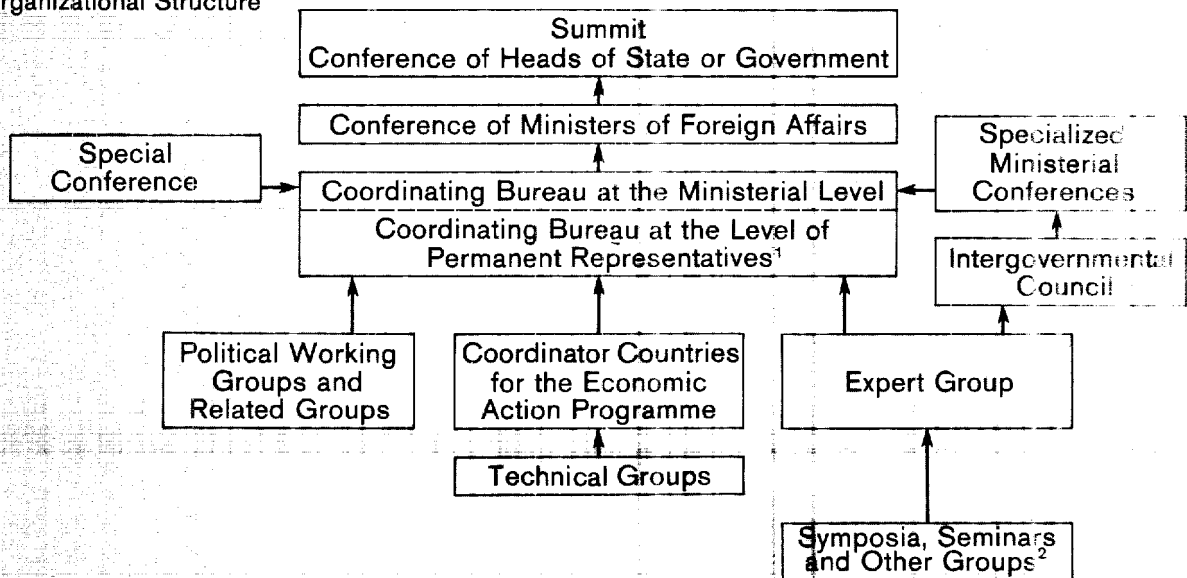 rganizational Structure
Summit
Conference of Heads of State or Government
Conference of Ministers of Foreign Affairs
Special
Conference
Specialized
Ministerial
Conferences
Coordinating Bureau at the Ministerial Level
Coordinating Bureau at the Level of
Permanent Representatives¹
Intergovernmental
Council
Political Working
Groups and
Related Groups
Coordinator Countries
for the Economic
Action Programme
Expert Group
Technical Groups
Symposia, Seminars
and Other Groups²